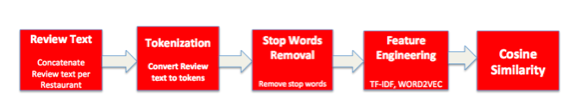 Review Text
Concatenate
Review text per
Restaurant
Tokenization
Convert Review
text to tokens
Stop Words
Removal
Remove stop words
Feature
Engineering
TF-IDF, WORD2VEC
Cosine
Similarity